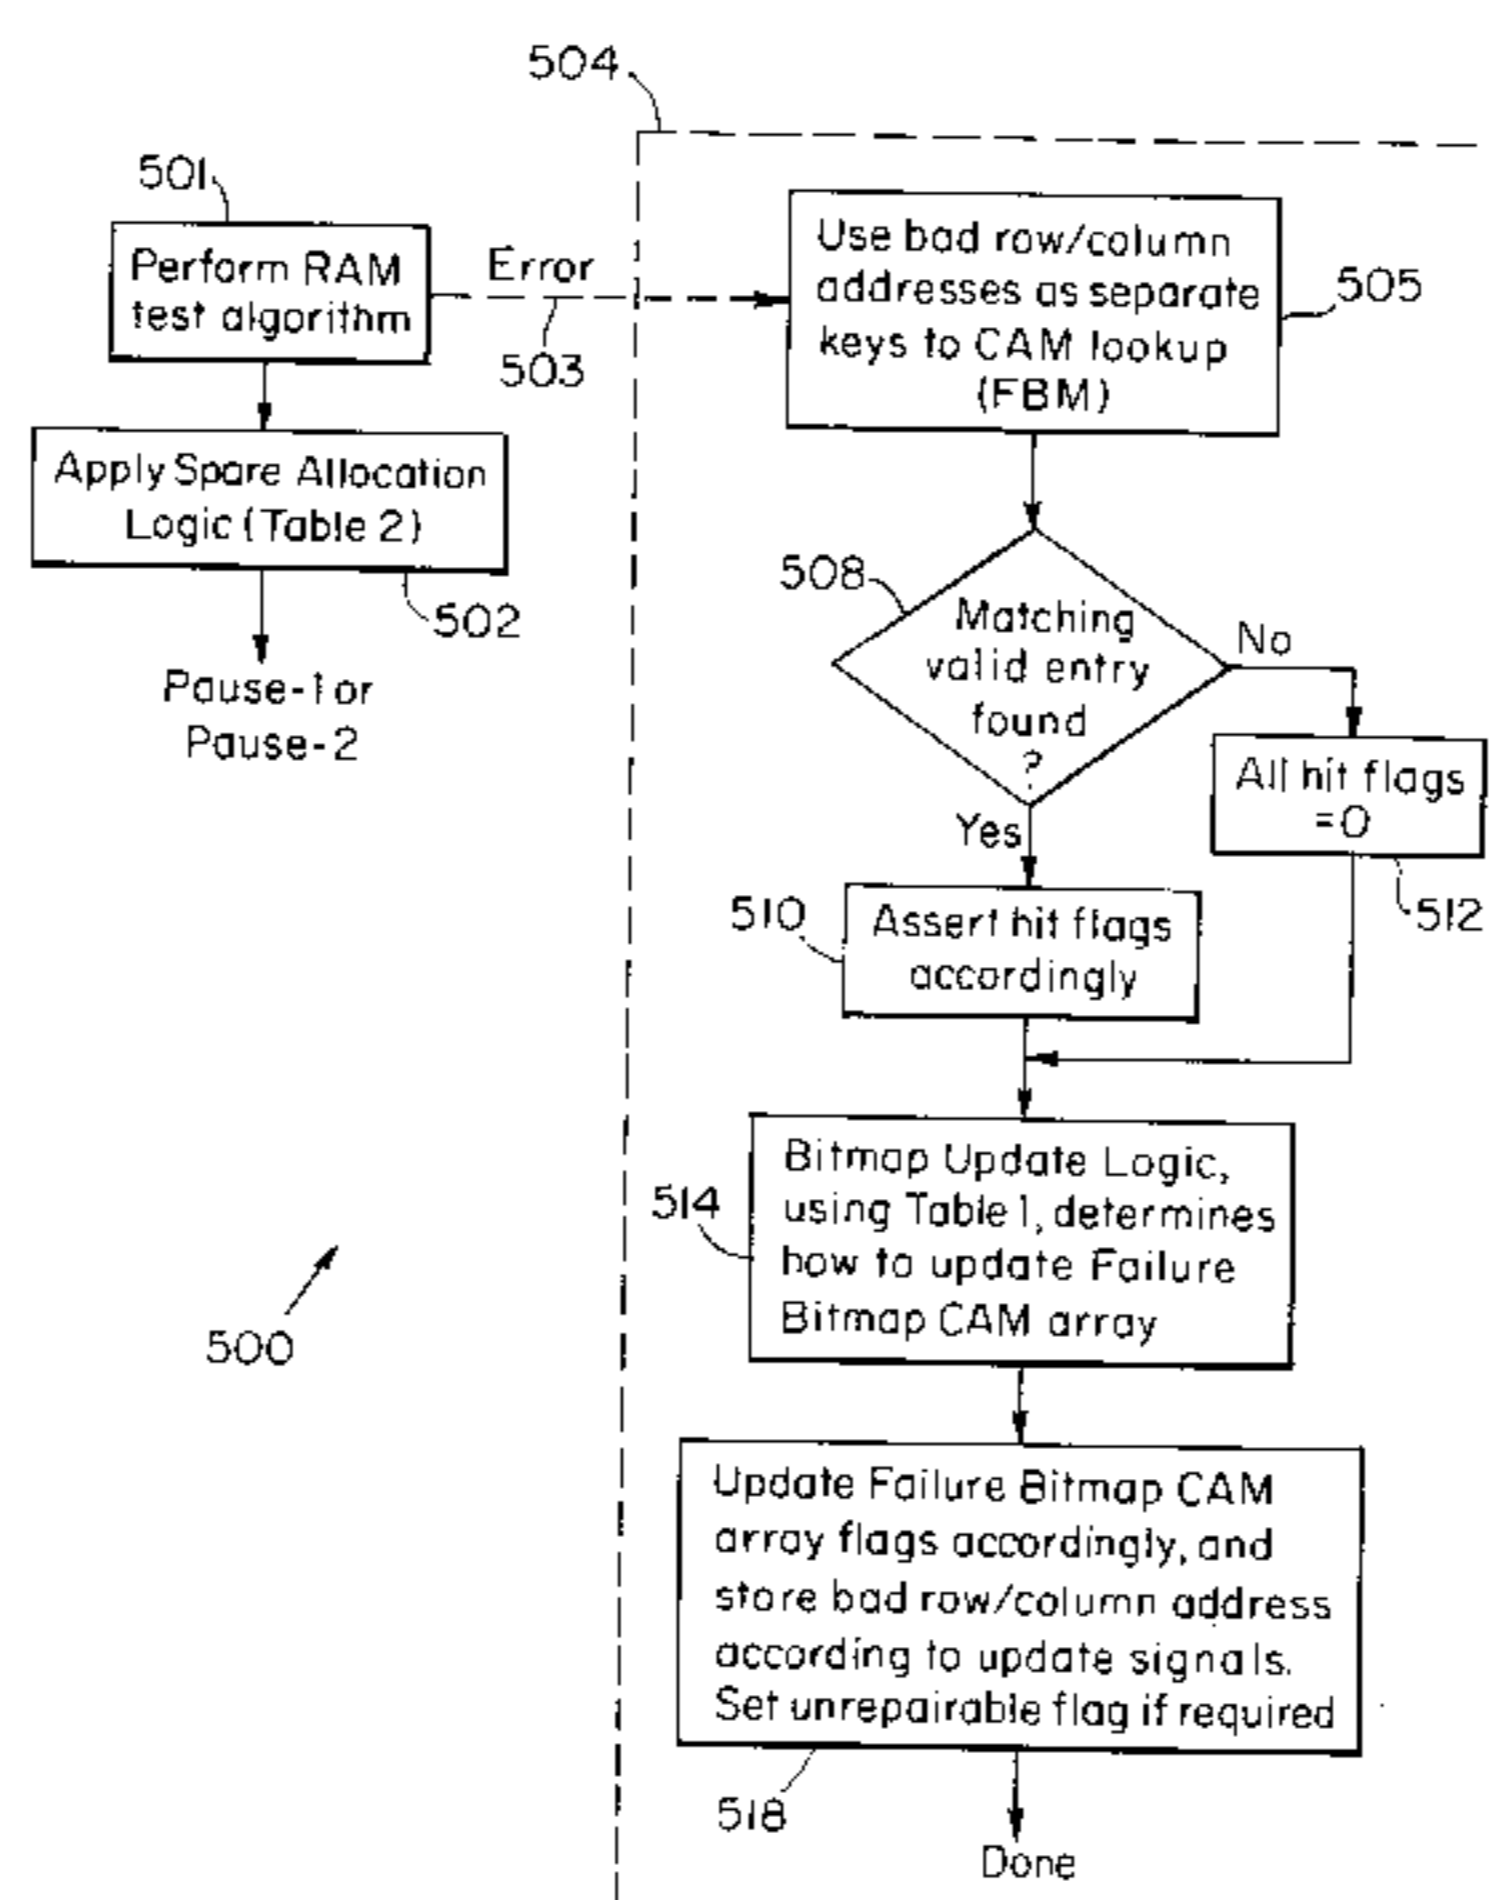 504
501
Perform RAM
test algorithm
Error
503
Use bad row/column
addresses as separate
keys to CAM lookup
(FBM)
505
Apply Spare Allocation
Logic (Table 2)
502
Pause-1 or
Pause-2
508
Matching
valid entry
found
?
No
Yes
All hit flags
=0
512
510
Assert hit flags
accordingly
514
Bitmap Update Logic,
using Table 1, determines
how to update Failure
Bitmap CAM array
500
Update Failure Bitmap CAM
array flags accordingly, and
store bad row/column address
according to update signals.
Set unrepairable flag if required
518
Done